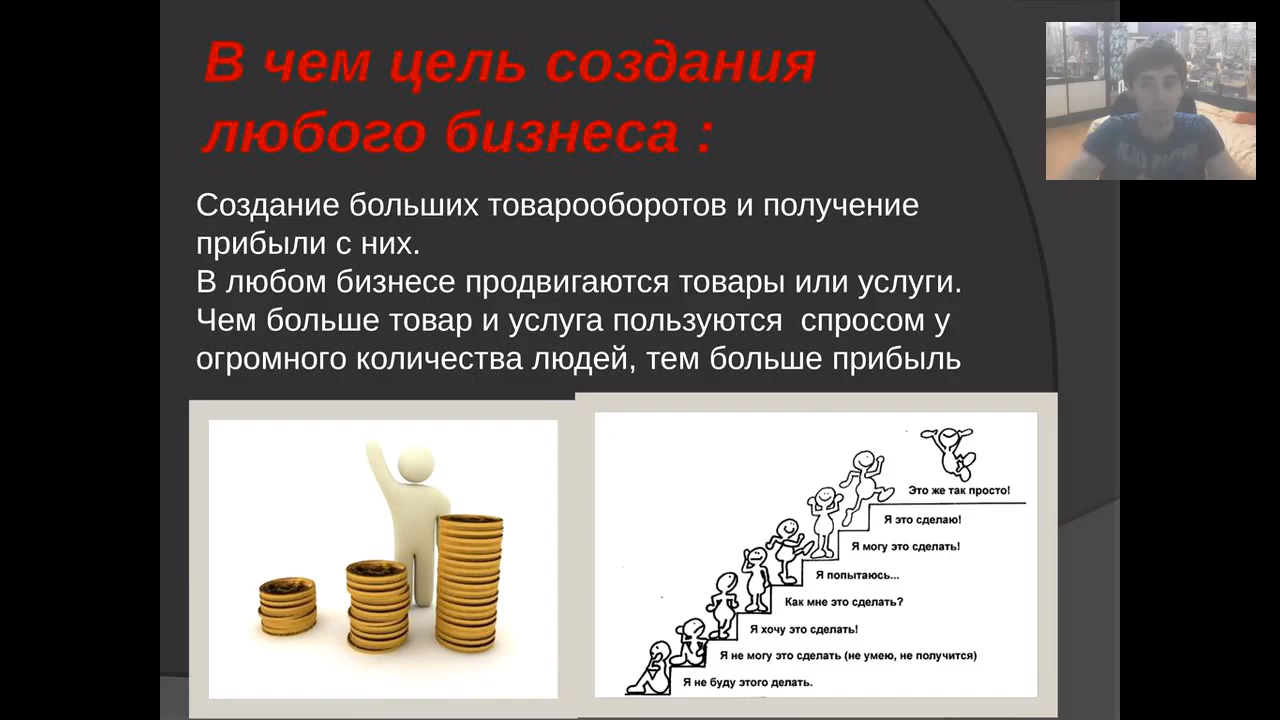 В чем цель создания
любого бизнеса :
Создание больших товарооборотов и получение
прибыли с них.
В любом бизнесе продвигаются товары или услуги.
Чем больше товар и услуга пользуются  спросом у
огромного количества людей, тем больше прибыль
Это же так просто!
Я это сделаю!
Я могу это сделать!
Я попытаюсь...
Как мне это сделать?
Я хочу это сделать!
Я не могу это сделать (не умею, не получится)
Я не буду этого делать.